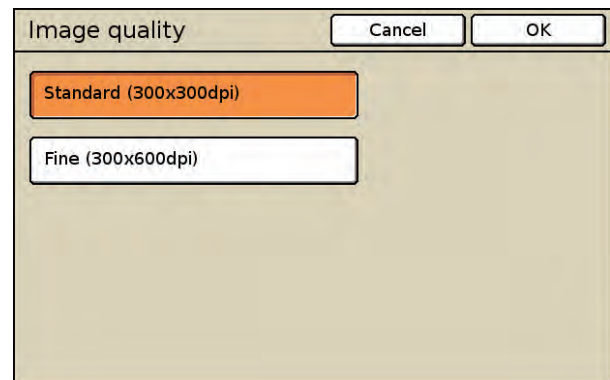 Image quality
Cancel
OK
Standard (300x300dpi)
Fine (300x600dpi)